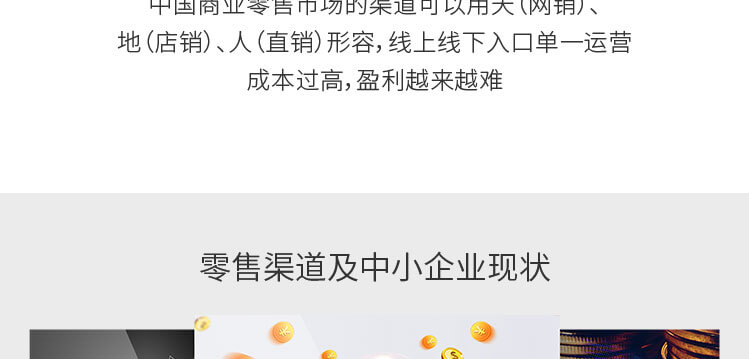 中国商业零售市场的渠道可以用天（网销）、
地（店销）、人（直销）形容，线上线下入口单一运营
成本过高，盈利越来越难
零售渠道及中小企业现状